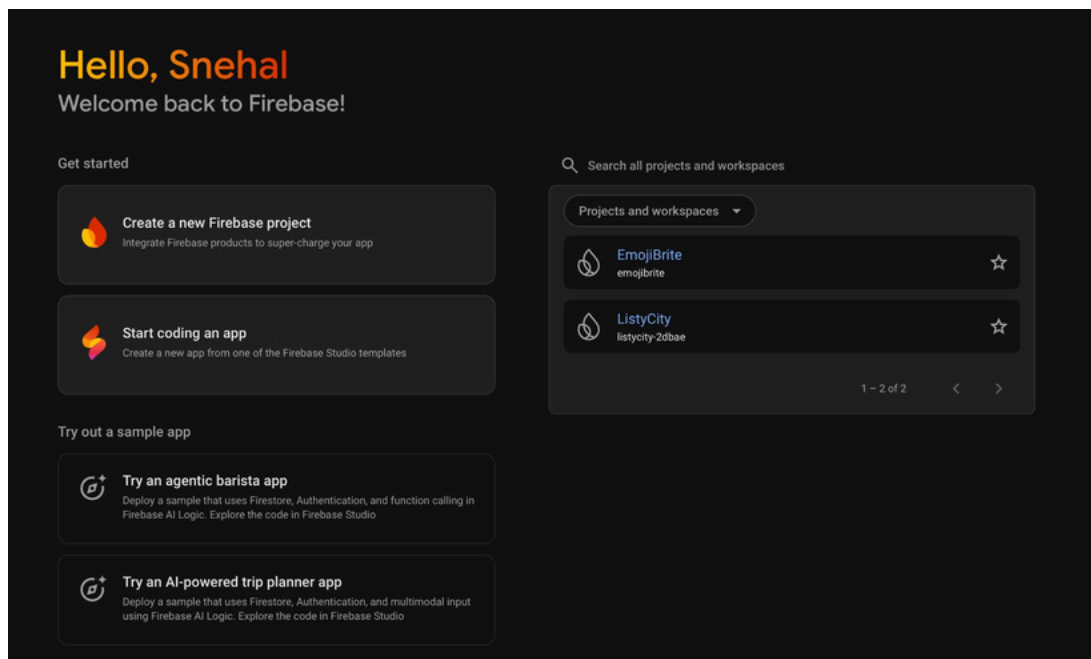 Hello, Snehal
Welcome back to Firebase!
Get started
Create a new Firebase project
Integrate Firebase products to super-charge your app
Start coding an app
Create a new app from one of the Firebase Studio templates
Try out a sample app
Try an agentic barista app
Deploy a sample that uses Firestore, Authentication, and function calling in
Firebase AI Logic. Explore the code in Firebase Studio
Try an AI-powered trip planner app
Deploy a sample that uses Firestore, Authentication, and multimodal input
using Firebase AI Logic. Explore the code in Firebase Studio
Search all projects and workspaces
Projects and workspaces
EmojiBrite
emojibrite
ListyCity
listycity-2dbae
1 – 2 of 2